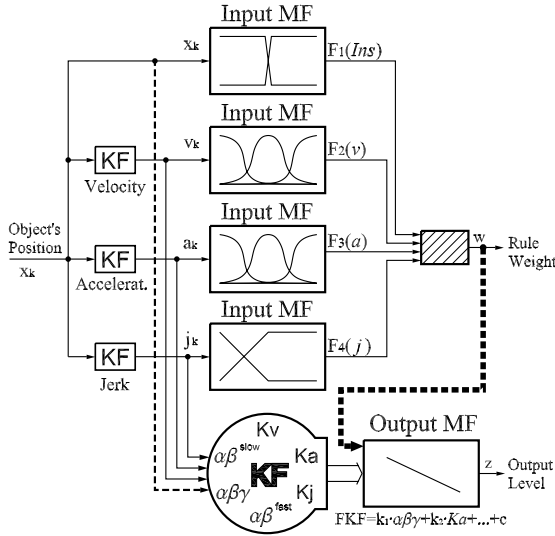 Input MF
xk
F1(Ins)
Input MF
KF
vk
F2(v)
Velocity
Object's
Position
xk
Input MF
KF
ak
F3(a)
Accelerat.
w
Rule
Weight
Input MF
KF
jk
F4(j)
Jerk
Kv
αβslow
Ka
KF
αβγ
Kj
αβfast
Output MF
z
Output
Level
FKF=k1·αβγ+k2·Ka+...+c